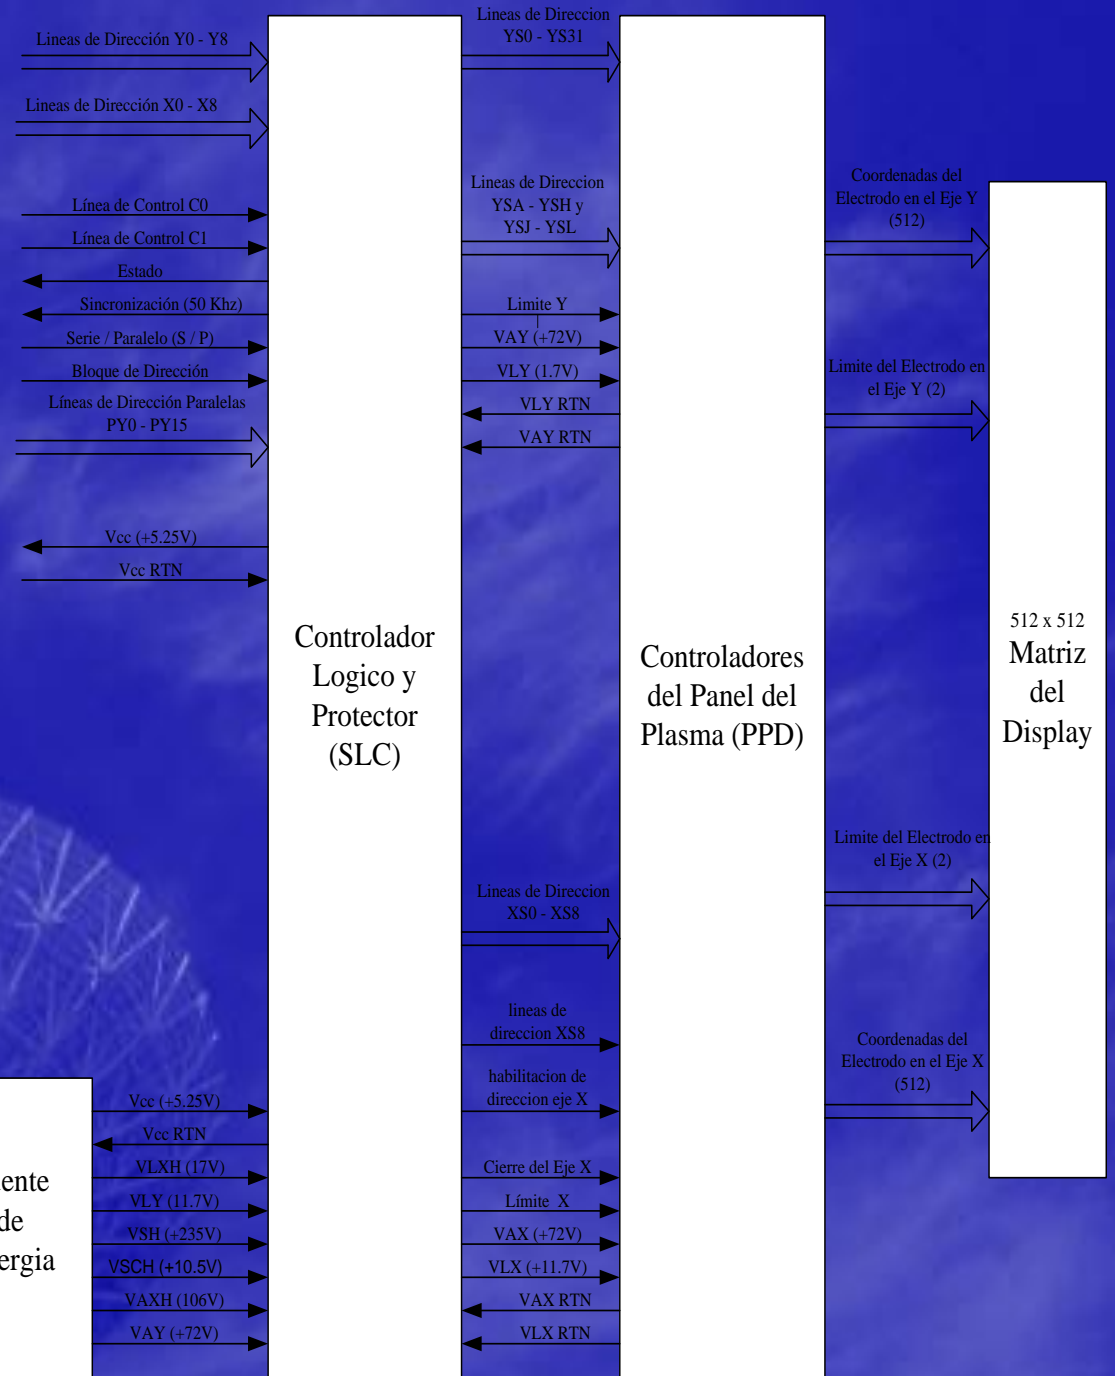 Lineas de Dirección Y0 - Y8
Lineas de Dirección X0 - X8
Línea de Control C0
Línea de Control C1
Estado
Sincronización (50 Khz)
Serie / Paralelo (S / P)
Bloque de Dirección
Líneas de Dirección Paralelas
PY0 - PY15
Vcc (+5.25V)
Vcc RTN
Controlador
Logico y
Protector
(SLC)
Lineas de Direccion
YS0 - YS31
Lineas de Direccion
YSA - YSH y
YSJ - YSL
Limite Y
VAY (+72V)
VLY (1.7V)
VLY RTN
VAY RTN
Lineas de Direccion
XS0 - XS8
lineas de
direccion XS8
habilitacion de
direccion eje X
Cierre del Eje X
Límite X
VAX (+72V)
VLX (+11.7V)
VAX RTN
VLX RTN
Controladores
del Panel del
Plasma (PPD)
Coordenadas del
Electrodo en el Eje Y
(512)
Limite del Electrodo en
el Eje Y (2)
Limite del Electrodo en
el Eje X (2)
Coordenadas del
Electrodo en el Eje X
(512)
512 x 512
Matriz
del
Display
ente
de
ergia
Vcc (+5.25V)
Vcc RTN
VLXH (17V)
VLY (11.7V)
VSH (+235V)
VSCH (+10.5V)
VAXH (106V)
VAY (+72V)